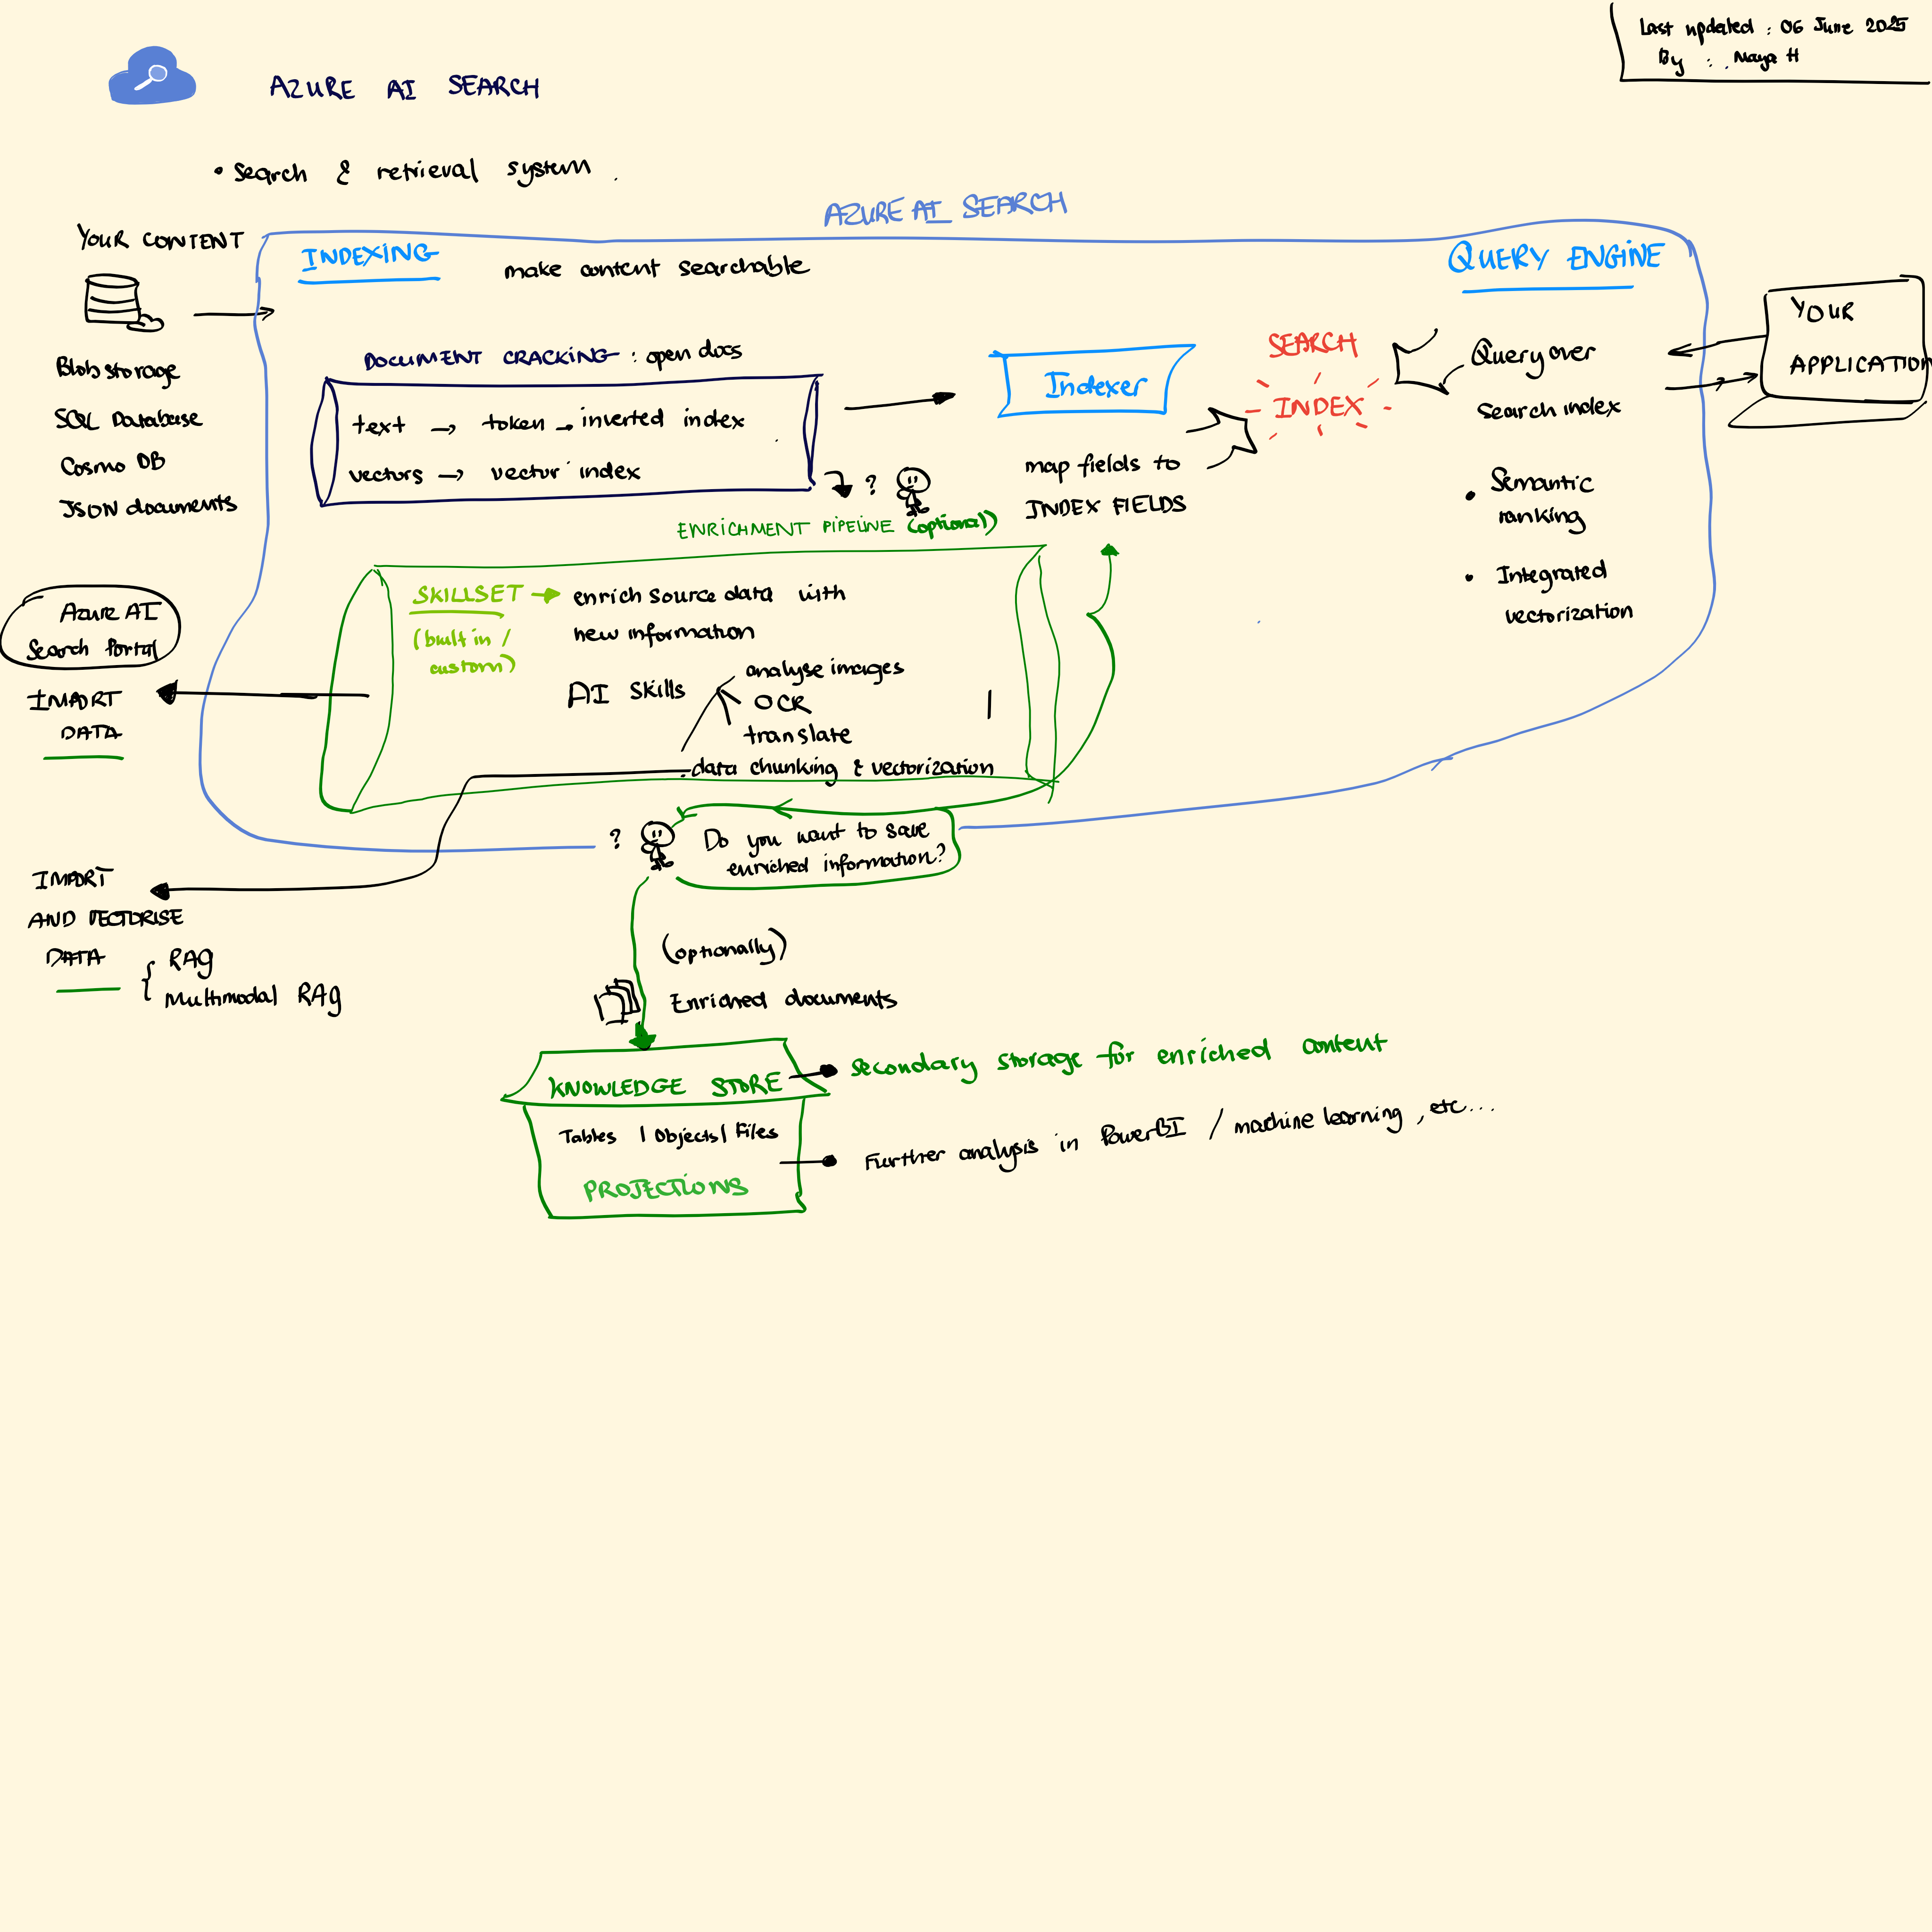 Last updated : 06 June 2025
By : . Maya H
AZURE AI SEARCH
• Search & retrieval system .
AZURE AI SEARCH
YOUR CONTENT
Blob storage
SQL Database
Cosmo DB
JSON documents
INDEXING
make content searchable
DOCUMENT CRACKING : open docs
text → token → inverted index
vectors → vector index
?
Indexer
map fields to
INDEX FIELDS
SEARCH
INDEX
QUERY ENGINE
Query over
Search index
• Semantic
ranking
• Integrated
vectorization
YOUR
APPLICATION
ENRICHMENT PIPELINE (optional)
SKILLSET → enrich source data with
new information
(built in /
custom)
AI Skills
analyse images
OCR
translate
data chunking & vectorization
Azure AI
Search Portal
IMPORT
DATA
? Do you want to save
enriched information?
IMPORT
AND VECTORISE
DATA
{ RAG
Multimodal RAG
(optionally)
Enriched documents
KNOWLEDGE STORE
Secondary storage for enriched content
Tables | Objects | Files
PROJECTIONS
Further analysis in PowerBI / machine learning , etc...